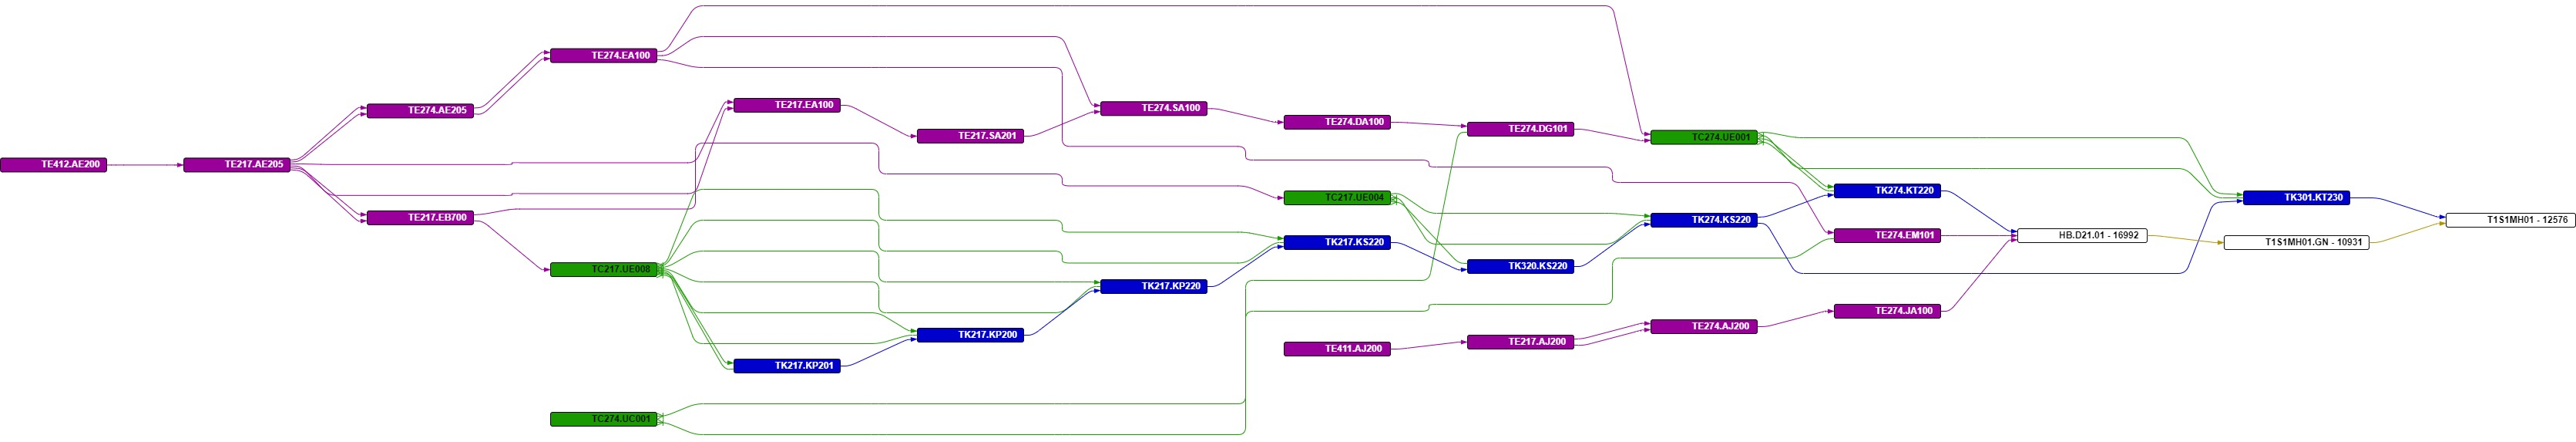 TE412.AE200
TE217.AE205
TE274.AE205
TE217.EB700
TE274.EA100
TC217.UE008
TC274.UC001
TE217.EA100
TK217.KP201
TE217.SA201
TK217.KP200
TE274.SA100
TK217.KP220
TE274.DA100
TC217.UE004
TK217.KS220
TE411.AJ200
TE274.DG101
TK320.KS220
TE217.AJ200
TC274.UE001
TK274.KS220
TE274.AJ200
TK274.KT220
TE274.EM101
TE274.JA100
HB.D21.01 - 16992
TK301.KT230
T1S1MH01.GN - 10931
T1S1MH01 - 12576